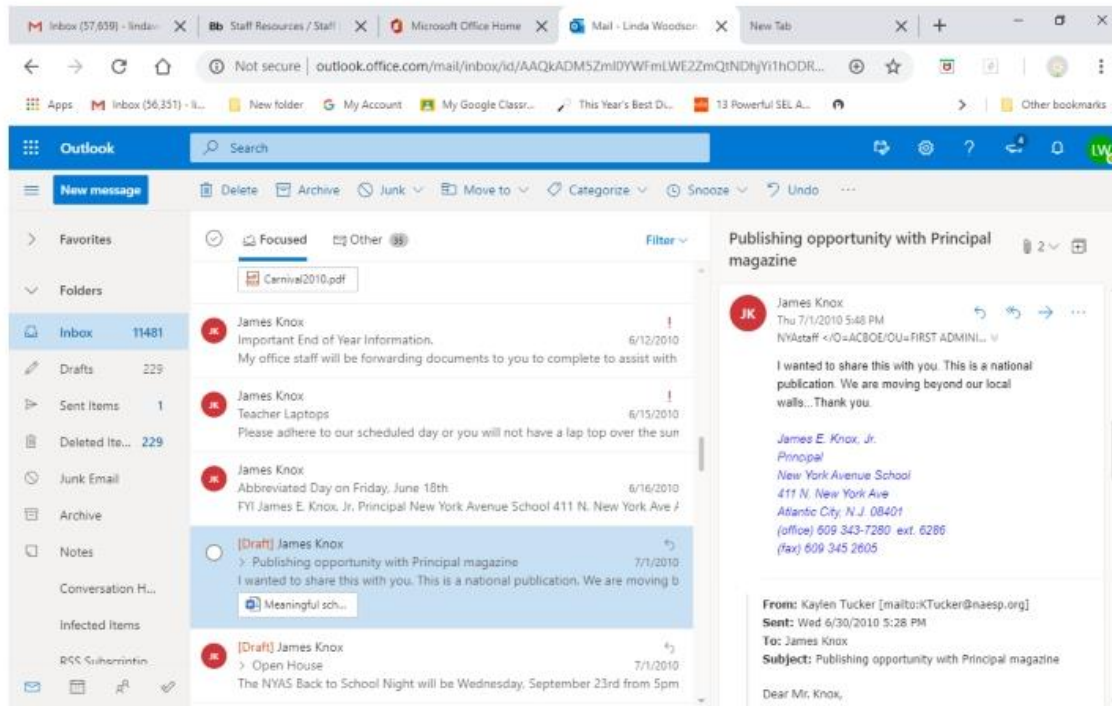 Inbox (57,659) - lindaw
Bb Staff Resources / Staff
Microsoft Office Home
Mail - Linda Woodson
New Tab
Not secure | outlook.office.com/mail/inbox/id/
Apps
Inbox (56,351) - li...
New folder
G My Account
My Google Classr...
This Year's Best Di...
13 Powerful SEL A...
Other bookmarks
Outlook
Search
4
LW
New message
Delete
Archive
Junk
Move to
Categorize
Snooze
Undo
Favorites
Folders
Inbox 11481
Drafts 229
Sent Items 1
Deleted Ite... 229
Junk Email
Archive
Notes
Conversation H...
Infected Items
RSS Subscriptio
Focused
Other 35
Filter
Carnival2010.pdf
JK
James Knox
!
Important End of Year Information.
6/12/2010
My office staff will be forwarding documents to you to complete to assist with
JK
James Knox
!
Teacher Laptops
6/15/2010
Please adhere to our scheduled day or you will not have a lap top over the sum
JK
James Knox
Abbreviated Day on Friday, June 18th
6/16/2010
FYI James E. Knox, Jr. Principal New York Avenue School 411 N. New York Ave
[Draft] James Knox
> Publishing opportunity with Principal magazine
7/1/2010
I wanted to share this with you. This is a national publication. We are moving b
Meaningful sch...
JK
[Draft] James Knox
> Open House
7/1/2010
The NYAS Back to School Night will be Wednesday, September 23rd from 5pm
Publishing opportunity with Principal
magazine
2
JK
James Knox
Thu 7/1/2010 5:48 PM
NYAstaff </O=ACBOE/OU=FIRST ADMINI...
I wanted to share this with you. This is a national
publication. We are moving beyond our local
walls...Thank you.
James E. Knox, Jr.
Principal
New York Avenue School
411 N. New York Ave
Atlantic City, N.J. 08401
(office) 609 343-7280 ext. 6286
(fax) 609 345 2605
From: Kaylen Tucker [mailto:KTucker@naesp.org]
Sent: Wed 6/30/2010 5:28 PM
To: James Knox
Subject: Publishing opportunity with Principal magazine
Dear Mr. Knox,